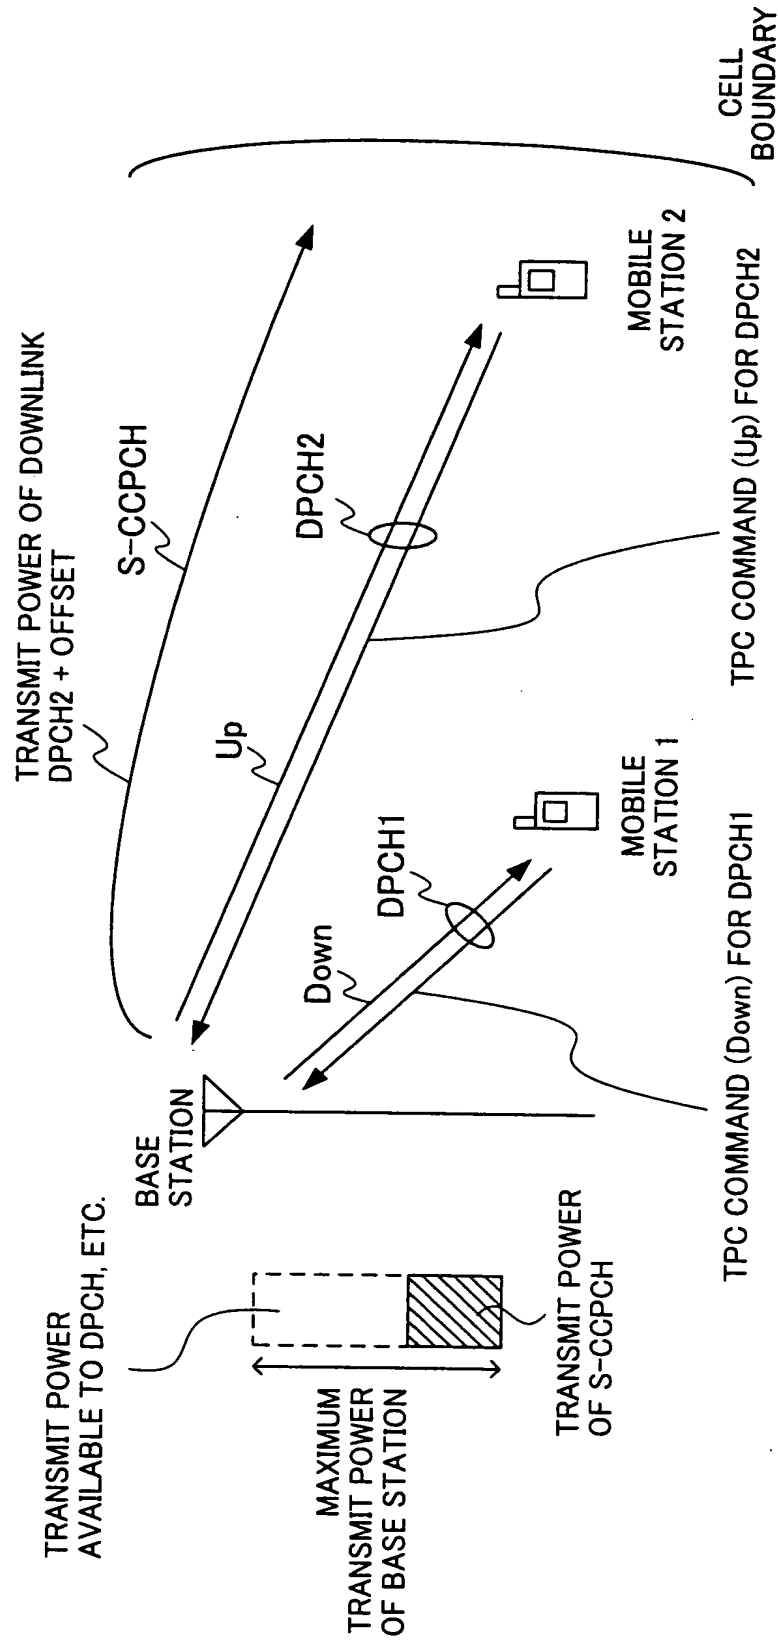 TRANSMIT POWER
AVAILABLE TO DPCH, ETC.
MAXIMUM
TRANSMIT POWER
OF BASE STATION
TRANSMIT POWER
OF S-CCPCH
BASE
STATION
TRANSMIT POWER OF DOWNLINK
DPCH2 + OFFSET
S-CCPCH
Up
DPCH2
Down
DPCH1
MOBILE
STATION 1
MOBILE
STATION 2
TPC COMMAND (Down) FOR DPCH1
TPC COMMAND (Up) FOR DPCH2
CELL
BOUNDARY